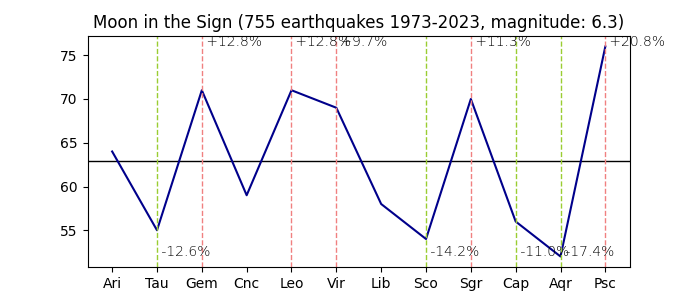 Moon in the Sign (755 earthquakes 1973-2023, magnitude: 6.3)
+12.8% +12.8% +9.7% +11.3% +20.8%
75
70
65
60
55
-12.6% -14.2% -11.0% -17.4%
Ari Tau Gem Cnc Leo Vir Lib Sco Sgr Cap Aqr Psc